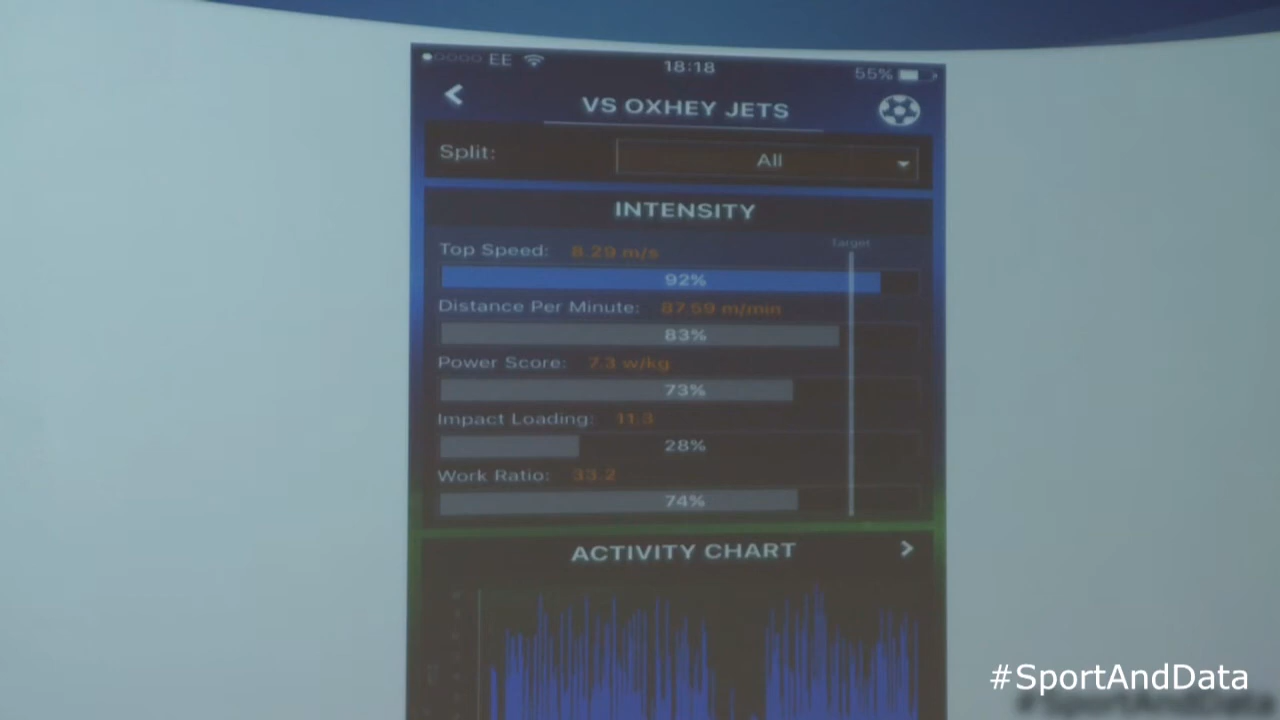 EE 18:18 55%
VS OXHEY JETS
Split: All
INTENSITY
Target
Top Speed: 8.29 m/s
92%
Distance Per Minute: 87.59 m/min
83%
Power Score: 7.3 w/kg
73%
Impact Loading: 11.3
28%
Work Ratio: 33.2
74%
ACTIVITY CHART
#SportAndData
#SportAndData